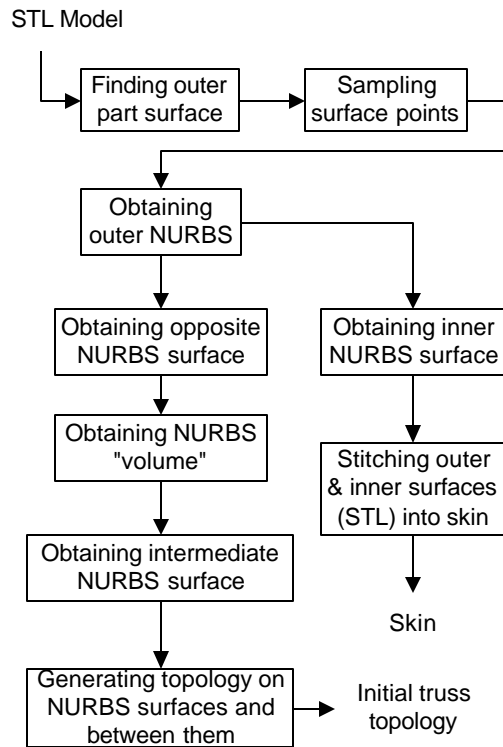 STL Model
Finding outer
part surface
Sampling
surface points
Obtaining
outer NURBS
Obtaining opposite
NURBS surface
Obtaining inner
NURBS surface
Obtaining NURBS
"volume"
Stitching outer
& inner surfaces
(STL) into skin
Obtaining intermediate
NURBS surface
Skin
Generating topology on
NURBS surfaces and
between them
Initial truss
topology